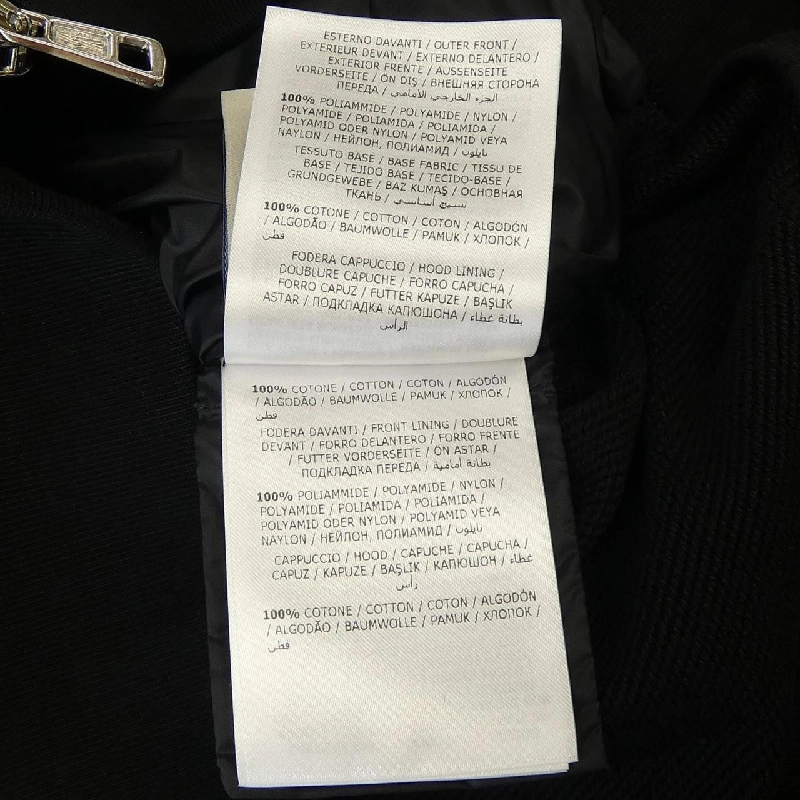 ESTERNO DAVANTI / OUTER FRONT /
EXTERIEUR DEVANT / EXTERNO DELANTERO /
EXTERIOR FRENTE / AUSSENSEITE
VORDERSEITE / ÖN DIŞ / ВНЕШНЯЯ СТОРОНА
ПЕРЕДА / الجزء الخارجي الأمامي
100% POLIAMMIDE / POLYAMIDE / NYLON /
POLYAMIDE / POLIAMIDA / POLIAMIDA /
POLYAMID ODER NYLON / POLYAMID VEYA
NAYLON / НЕЙЛОН, ПОЛИАМИД / نايلون
TESSUTO BASE / BASE FABRIC / TISSU DE
BASE / TEJIDO BASE / TECIDO-BASE /
GRUNDGEWEBE / BAZ KUMAŞ / ОСНОВНАЯ
ТКАНЬ / نسيج أساسي
100% COTONE / COTTON / COTON / ALGODÓN
/ ALGODÃO / BAUMWOLLE / PAMUK / ХЛОПОК /
قطن
FODERA CAPPUCCIO / HOOD LINING /
DOUBLURE CAPUCHE / FORRO CAPUCHA /
FORRO CAPUZ / FUTTER KAPUZE / BAŞLIK
ASTAR / ПОДКЛАДКА КАПЮШОНА / بطانة غطاء
الرأس
100% COTONE / COTTON / COTON / ALGODÓN
/ ALGODÃO / BAUMWOLLE / PAMUK / ХЛОПОК /
قطن
FODERA DAVANTI / FRONT LINING / DOUBLURE
DEVANT / FORRO DELANTERO / FORRO FRENTE
/ FUTTER VORDERSEITE / ÖN ASTAR /
ПОДКЛАДКА ПЕРЕДА / بطانة أمامية
100% POLIAMMIDE / POLYAMIDE / NYLON /
POLYAMIDE / POLIAMIDA / POLIAMIDA /
POLYAMID ODER NYLON / POLYAMID VEYA
NAYLON / НЕЙЛОН, ПОЛИАМИД / نايلون
CAPPUCCIO / HOOD / CAPUCHE / CAPUCHA /
CAPUZ / KAPUZE / BAŞLIK / КАПЮШОН / غطاء
رأس
100% COTONE / COTTON / COTON / ALGODÓN
/ ALGODÃO / BAUMWOLLE / PAMUK / ХЛОПОК /
قطن